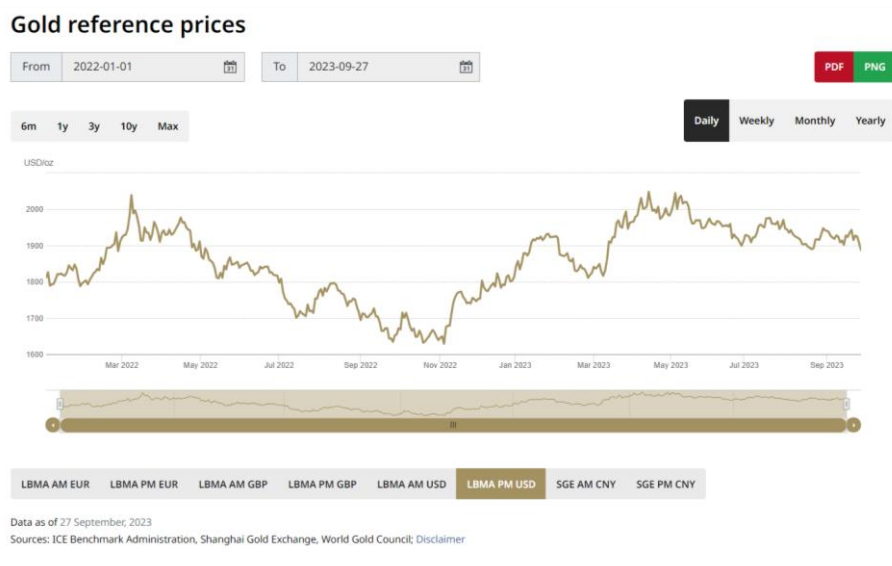 Gold reference prices
From 2022-01-01 31 To 2023-09-27 31 PDF PNG
6m 1y 3y 10y Max Daily Weekly Monthly Yearly
USD/oz
2000
1900
1800
1700
1600
Mar 2022 May 2022 Jul 2022 Sep 2022 Nov 2022 Jan 2023 Mar 2023 May 2023 Jul 2023 Sep 2023
LBMA AM EUR LBMA PM EUR LBMA AM GBP LBMA PM GBP LBMA AM USD LBMA PM USD SGE AM CNY SGE PM CNY
Data as of 27 September, 2023
Sources: ICE Benchmark Administration, Shanghai Gold Exchange, World Gold Council; Disclaimer